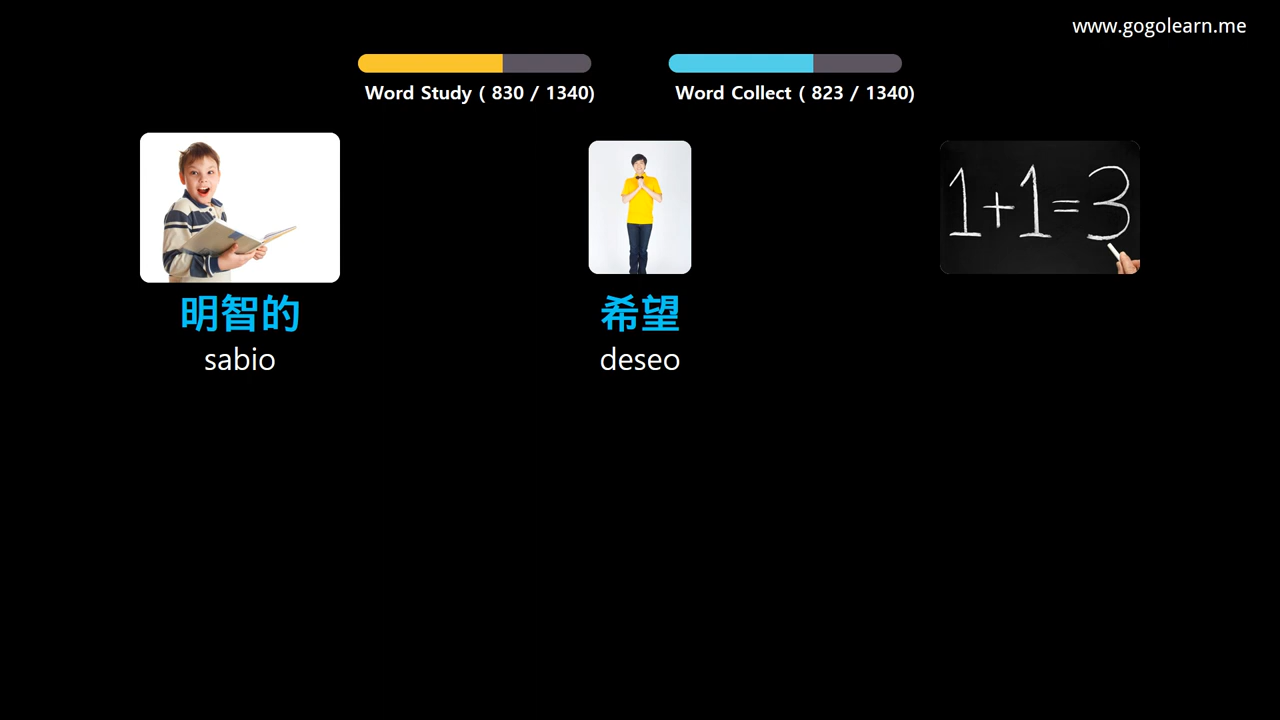 www.gogolearn.me
Word Study ( 830 / 1340)
Word Collect ( 823 / 1340)
1+1=3
明智的
sabio
希望
deseo